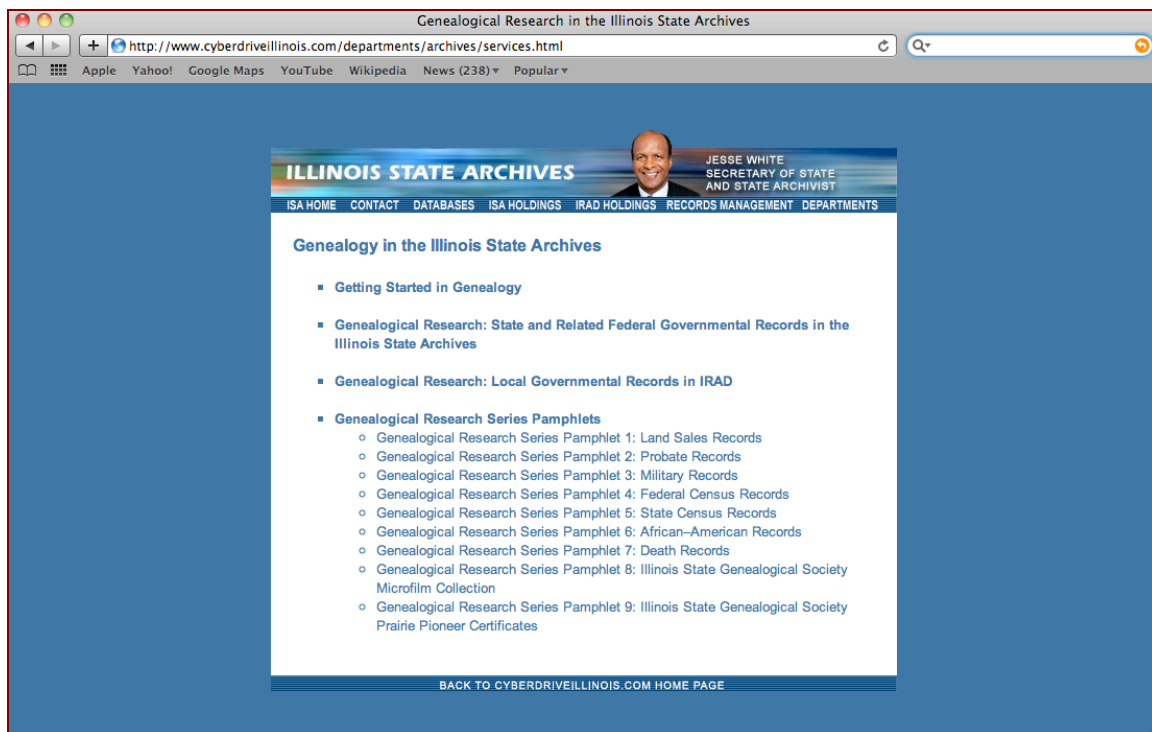 Genealogical Research in the Illinois State Archives
http://www.cyberdriveillinois.com/departments/archives/services.html
Apple Yahoo! Google Maps YouTube Wikipedia News (238) Popular
ILLINOIS STATE ARCHIVES
JESSE WHITE
SECRETARY OF STATE
AND STATE ARCHIVIST
ISA HOME CONTACT DATABASES ISA HOLDINGS IRAD HOLDINGS RECORDS MANAGEMENT DEPARTMENTS
Genealogy in the Illinois State Archives
Getting Started in Genealogy
Genealogical Research: State and Related Federal Governmental Records in the
Illinois State Archives
Genealogical Research: Local Governmental Records in IRAD
Genealogical Research Series Pamphlets
Genealogical Research Series Pamphlet 1: Land Sales Records
Genealogical Research Series Pamphlet 2: Probate Records
Genealogical Research Series Pamphlet 3: Military Records
Genealogical Research Series Pamphlet 4: Federal Census Records
Genealogical Research Series Pamphlet 5: State Census Records
Genealogical Research Series Pamphlet 6: African–American Records
Genealogical Research Series Pamphlet 7: Death Records
Genealogical Research Series Pamphlet 8: Illinois State Genealogical Society
Microfilm Collection
Genealogical Research Series Pamphlet 9: Illinois State Genealogical Society
Prairie Pioneer Certificates
BACK TO CYBERDRIVEILLINOIS.COM HOME PAGE